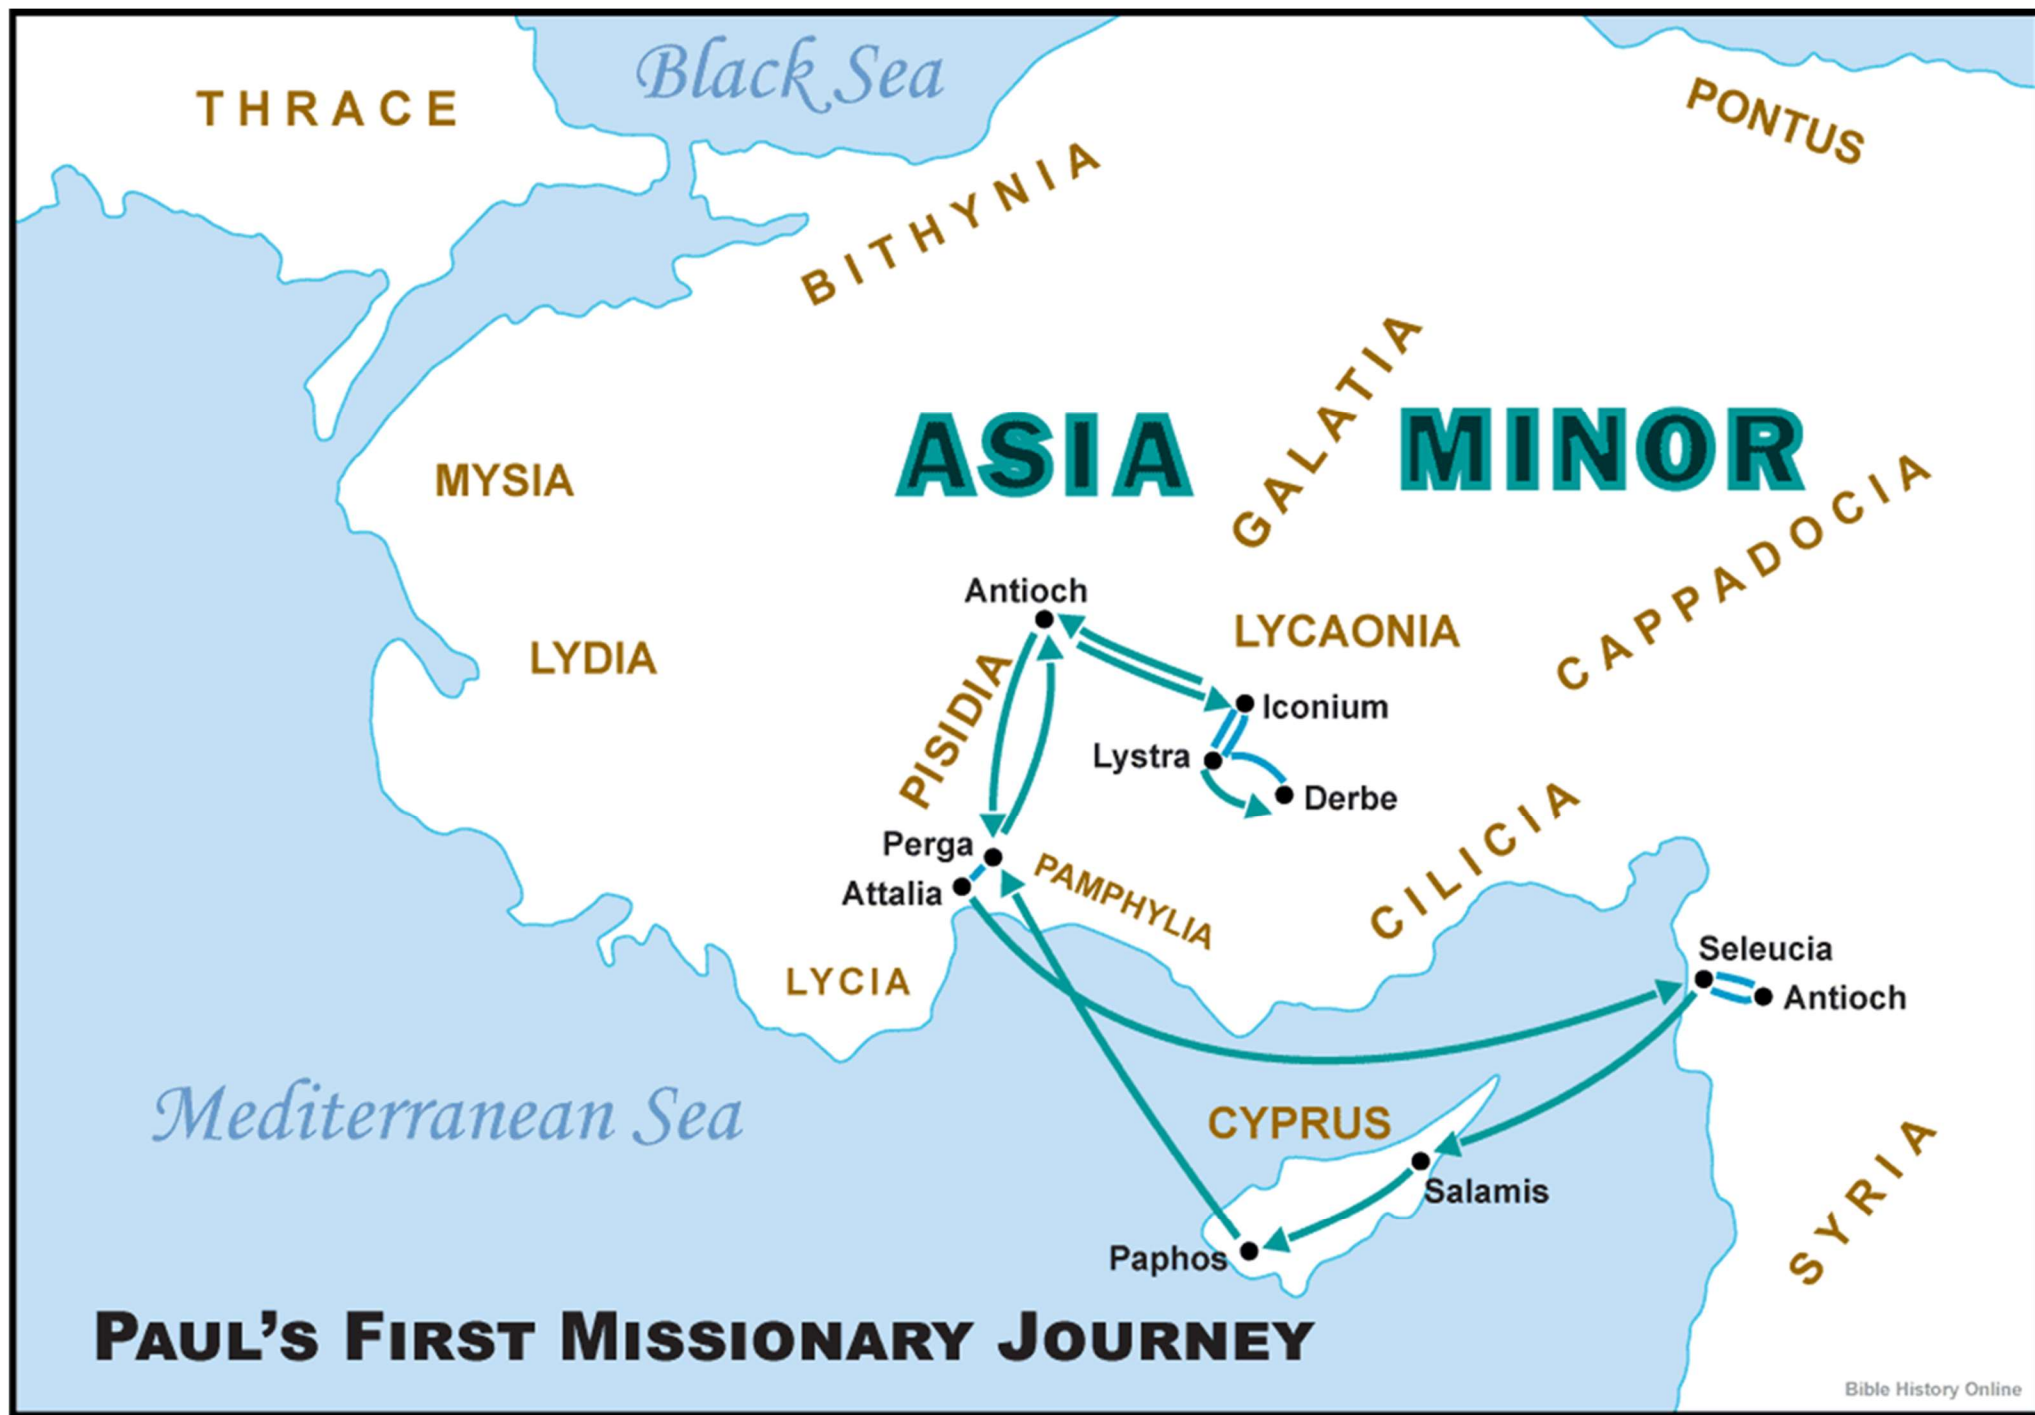 Black Sea
THRACE
PONTUS
BITHYNIA
GALATIA
ASIA MINOR
MYSIA
CAPPADOCIA
Antioch
LYCAONIA
LYDIA
PISIDIA
Iconium
Lystra
Derbe
CILICIA
Perga
PAMPHYLIA
Attalia
Seleucia
LYCIA
Antioch
Mediterranean Sea
CYPRUS
SYRIA
Salamis
Paphos
PAUL'S FIRST MISSIONARY JOURNEY
Bible History Online